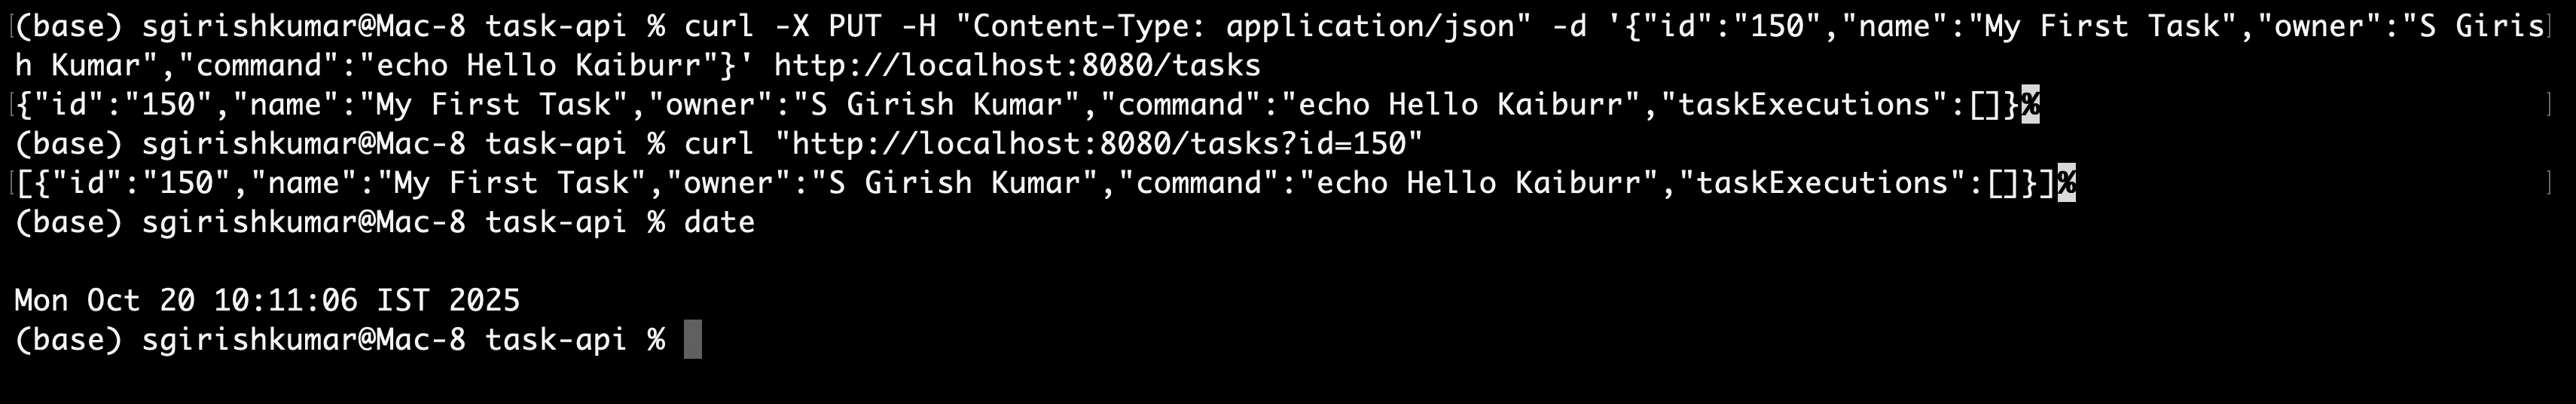 (base) sgirishkumar@Mac-8 task-api % curl -X PUT -H "Content-Type: application/json" -d '{"id":"150","name":"My First Task","owner":"S Giris
h Kumar","command":"echo Hello Kaiburr"}' http://localhost:8080/tasks
{"id":"150","name":"My First Task","owner":"S Girish Kumar","command":"echo Hello Kaiburr","taskExecutions":[]}%
(base) sgirishkumar@Mac-8 task-api % curl "http://localhost:8080/tasks?id=150"
[{"id":"150","name":"My First Task","owner":"S Girish Kumar","command":"echo Hello Kaiburr","taskExecutions":[]}]%
(base) sgirishkumar@Mac-8 task-api % date
Mon Oct 20 10:11:06 IST 2025
(base) sgirishkumar@Mac-8 task-api %